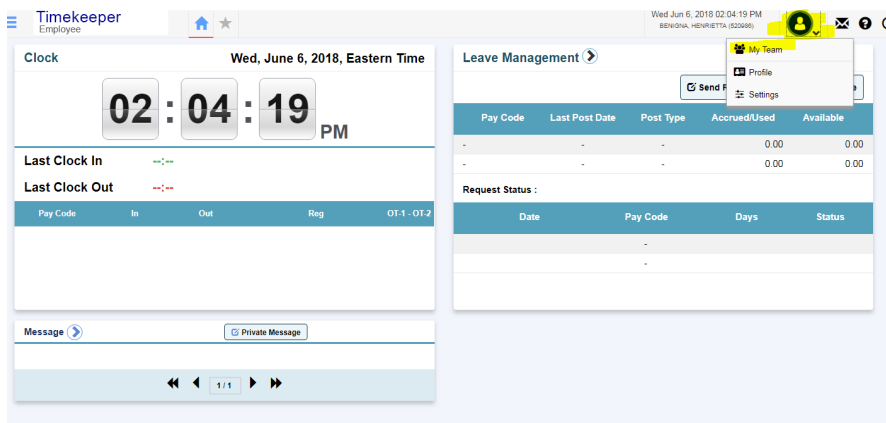 Timekeeper
Employee
Wed Jun 6, 2018 02:04:19 PM
BENIGNA, HENRIETTA (520986)
My Team
Profile
Settings
Clock
Wed, June 6, 2018, Eastern Time
02 : 04 : 19 PM
Last Clock In --:--
Last Clock Out --:--
Pay Code In Out Reg OT-1 - OT-2
Leave Management
Send
Pay Code Last Post Date Post Type Accrued/Used Available
- - - 0.00 0.00
- - - 0.00 0.00
Request Status :
Date Pay Code Days Status
-
-
Message
Private Message
1 / 1